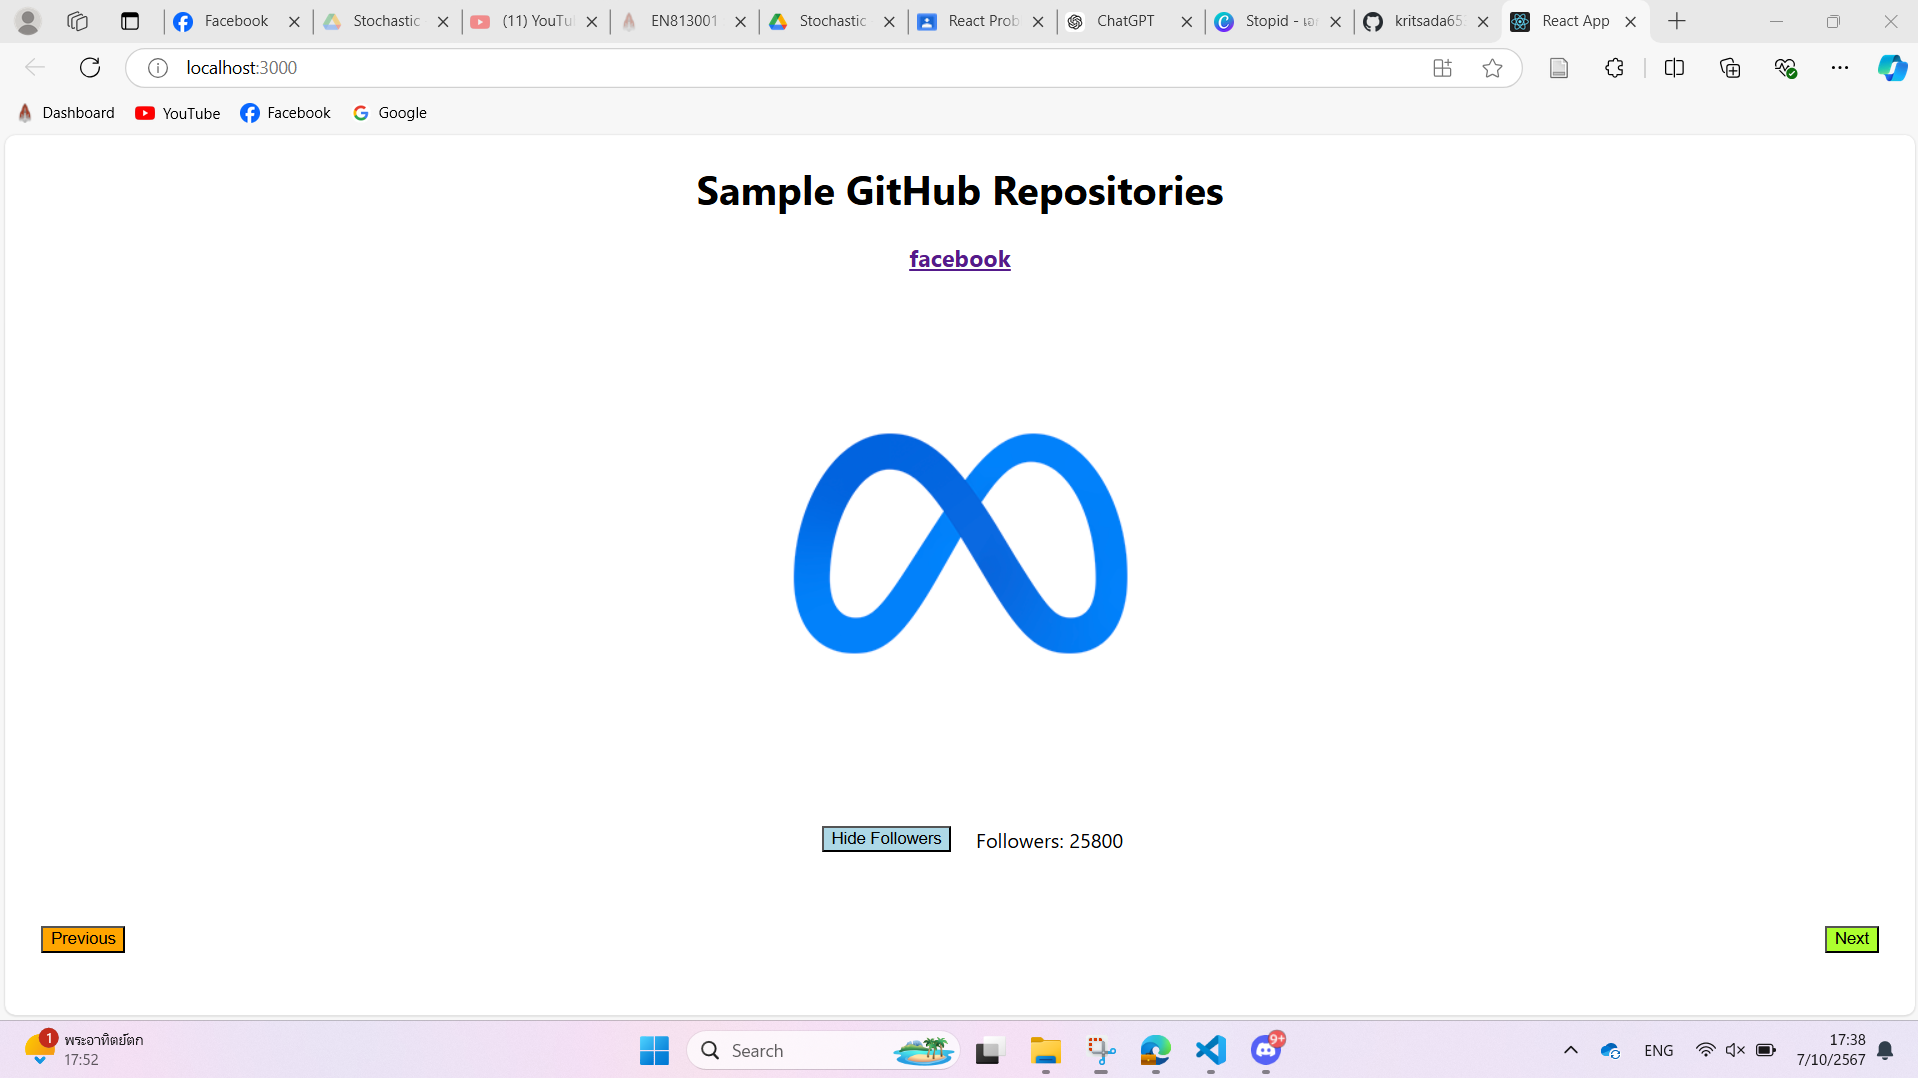 Facebook
Stochastic
(11) YouTu
EN813001
Stochastic
React Prob
ChatGPT
Stopid - เอ
kritsada65
React App
localhost:3000
Dashboard
YouTube
Facebook
Google
Sample GitHub Repositories
facebook
Hide Followers
Followers: 25800
Previous
Next
1
พระอาทิตย์ตก
17:52
Search
9+
ENG
17:38
7/10/2567